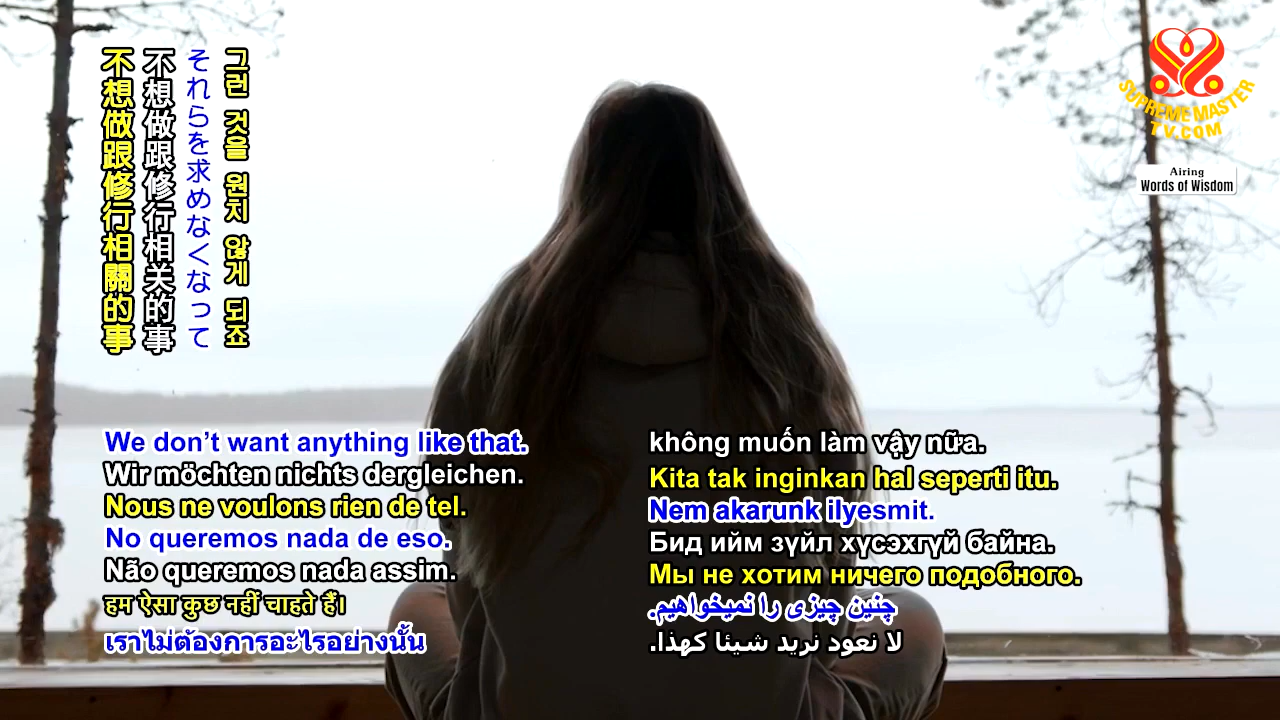 不想做跟修行相關的事
不想做跟修行相关的事
それらを求めなくなって
그런 것을 원치 않게 되죠
SUPREME MASTER
TV.COM
Airing
Words of Wisdom
We don’t want anything like that.
Wir möchten nichts dergleichen.
Nous ne voulons rien de tel.
No queremos nada de eso.
Não queremos nada assim.
हम ऐसा कुछ नहीं चाहते हैं।
เราไม่ต้องการอะไรอย่างนั้น
không muốn làm vậy nữa.
Kita tak inginkan hal seperti itu.
Nem akarunk ilyesmit.
Бид ийм зүйл хүсэхгүй байна.
Мы не хотим ничего подобного.
چنین چیزی را نمیخواهیم.
لا نعود نريد شيئا كهذا.